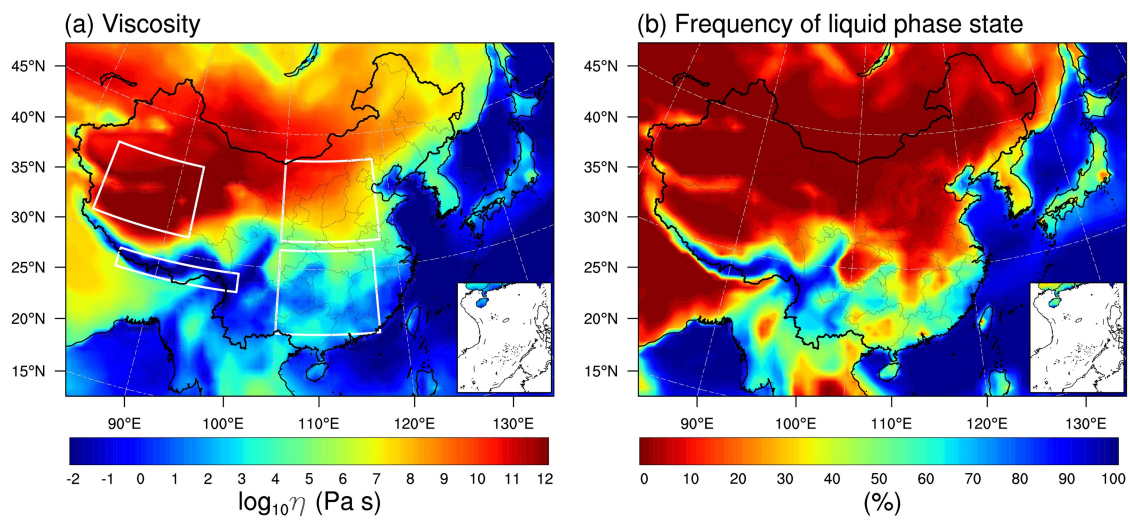 (a) Viscosity
(b) Frequency of liquid phase state
45°N
40°N
35°N
30°N
25°N
20°N
15°N
90°E 100°E 110°E 120°E 130°E
-2 -1 0 1 2 3 4 5 6 7 8 9 10 11 12
log₁₀η (Pa s)
45°N
40°N
35°N
30°N
25°N
20°N
15°N
90°E 100°E 110°E 120°E 130°E
0 10 20 30 40 50 60 70 80 90 100
(%)